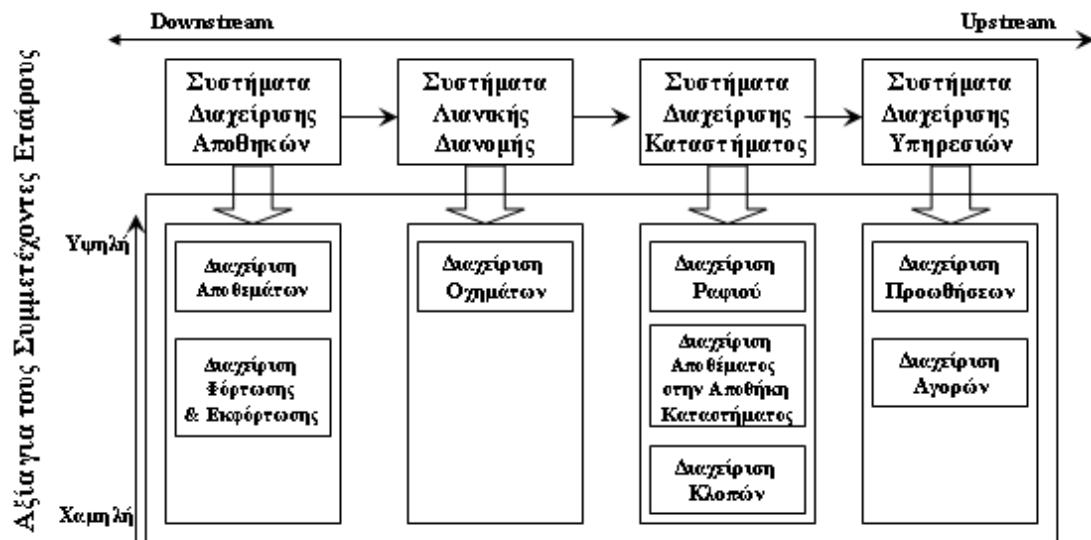 Downstream
Upstream
Συστήματα
Διαχείρισης
Αποθηκών
Συστήματα
Λιανικής
Διανομής
Συστήματα
Διαχείρισης
Καταστήματος
Συστήματα
Διαχείρισης
Υπηρεσιών
Αξία για τους Συμμετέχοντες Εταίρους
Υψηλή
Χαμηλή
Διαχείριση
Αποθεμάτων
Διαχείριση
Φόρτωσης
& Εκφόρτωσης
Διαχείριση
Οχημάτων
Διαχείριση
Ραφιού
Διαχείριση
Αποθέματος
στην Αποθήκη
Καταστήματος
Διαχείριση
Κλοπών
Διαχείριση
Προωθήσεων
Διαχείριση
Αγορών